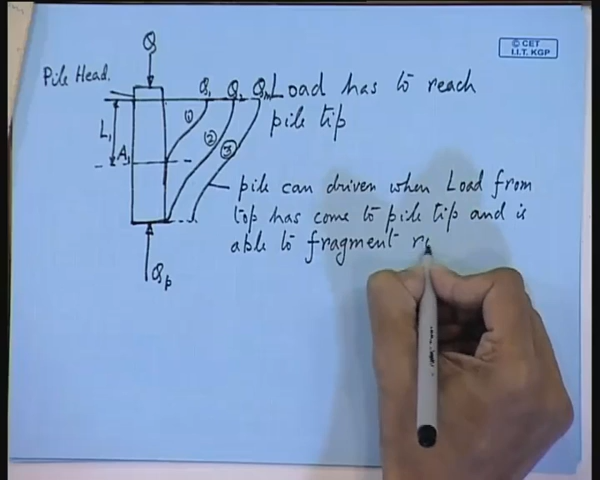 © CET
I.I.T. KGP
Q
Pile Head.
Q₁ Q₂ Qm Load has to reach
pile tip
L₁
A₁
①
②
③
pile can driven when Load from
top has come to pile tip and is
able to fragment
Qp